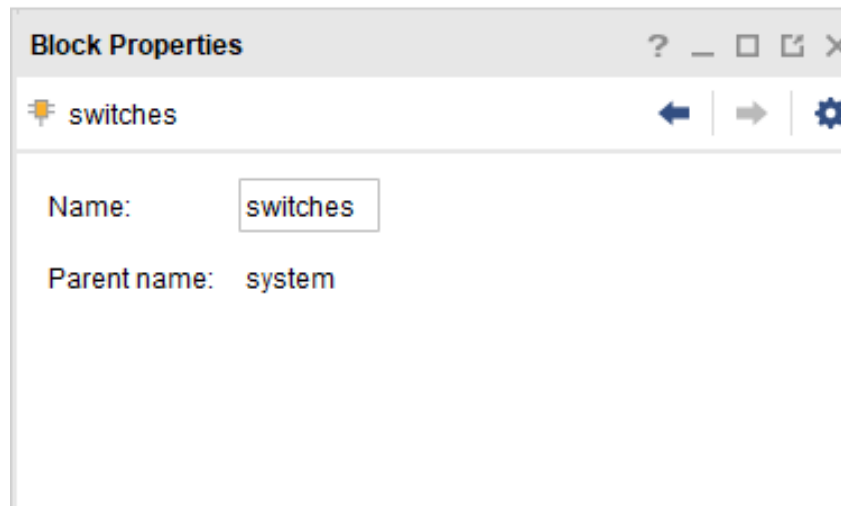 Block Properties
switches
Name: switches
Parent name: system